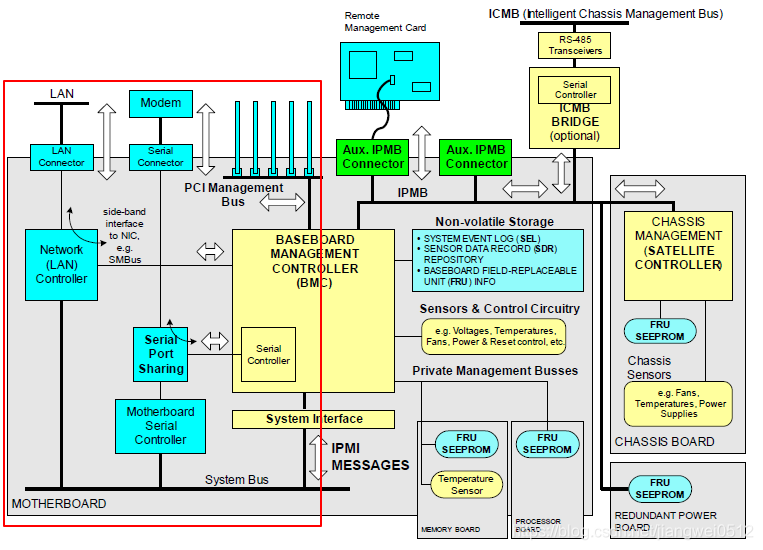 Remote
Management Card
ICMB (Intelligent Chassis Management Bus)
RS-485
Transceivers
Serial
Controller
ICMB
BRIDGE
(optional)
LAN
Modem
LAN
Connector
Serial
Connector
Aux. IPMB
Connector
Aux. IPMB
Connector
PCI Management
Bus
IPMB
side-band
interface
to NIC,
e.g.
SMBus
Network
(LAN)
Controller
BASEBOARD
MANAGEMENT
CONTROLLER
(BMC)
Non-volatile Storage
• SYSTEM EVENT LOG (SEL)
• SENSOR DATA RECORD (SDR)
REPOSITORY
• BASEBOARD FIELD-REPLACEABLE
UNIT (FRU) INFO
CHASSIS
MANAGEMENT
(SATELLITE
CONTROLLER)
Sensors & Control Circuitry
e.g. Voltages, Temperatures,
Fans, Power & Reset control, etc.
FRU
SEEPROM
Serial
Port
Sharing
Serial
Controller
Chassis
Sensors
Private Management Busses
e.g. Fans,
Temperatures, Power
Supplies
Motherboard
Serial
Controller
System Interface
CHASSIS BOARD
IPMI
MESSAGES
FRU
SEEPROM
FRU
SEEPROM
System Bus
Temperature
Sensor
FRU
SEEPROM
MOTHERBOARD
MEMORY BOARD
PROCESSOR
BOARD
REDUNDANT POWER
BOARD
https://blog.csdn.net/jiangwei0512